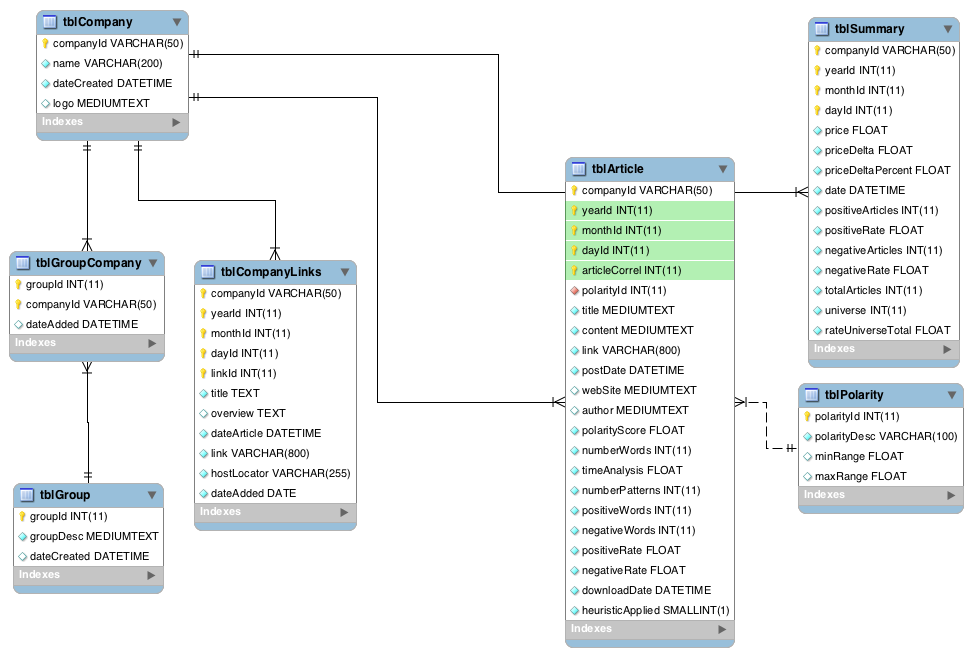 tblCompany
companyId VARCHAR(50)
name VARCHAR(200)
dateCreated DATETIME
logo MEDIUMTEXT
Indexes
tblGroupCompany
groupId INT(11)
companyId VARCHAR(50)
dateAdded DATETIME
Indexes
tblGroup
groupId INT(11)
groupDesc MEDIUMTEXT
dateCreated DATETIME
Indexes
tblCompanyLinks
companyId VARCHAR(50)
yearId INT(11)
monthId INT(11)
dayId INT(11)
linkId INT(11)
title TEXT
overview TEXT
dateArticle DATETIME
link VARCHAR(800)
hostLocator VARCHAR(255)
dateAdded DATE
Indexes
tblArticle
companyId VARCHAR(50)
yearId INT(11)
monthId INT(11)
dayId INT(11)
articleCorrel INT(11)
polarityId INT(11)
title MEDIUMTEXT
content MEDIUMTEXT
link VARCHAR(800)
postDate DATETIME
webSite MEDIUMTEXT
author MEDIUMTEXT
polarityScore FLOAT
numberWords INT(11)
timeAnalysis FLOAT
numberPatterns INT(11)
positiveWords INT(11)
negativeWords INT(11)
positiveRate FLOAT
negativeRate FLOAT
downloadDate DATETIME
heuristicApplied SMALLINT(1)
Indexes
tblSummary
companyId VARCHAR(50)
yearId INT(11)
monthId INT(11)
dayId INT(11)
price FLOAT
priceDelta FLOAT
priceDeltaPercent FLOAT
date DATETIME
positiveArticles INT(11)
positiveRate FLOAT
negativeArticles INT(11)
negativeRate FLOAT
totalArticles INT(11)
universe INT(11)
rateUniverseTotal FLOAT
Indexes
tblPolarity
polarityId INT(11)
polarityDesc VARCHAR(100)
minRange FLOAT
maxRange FLOAT
Indexes